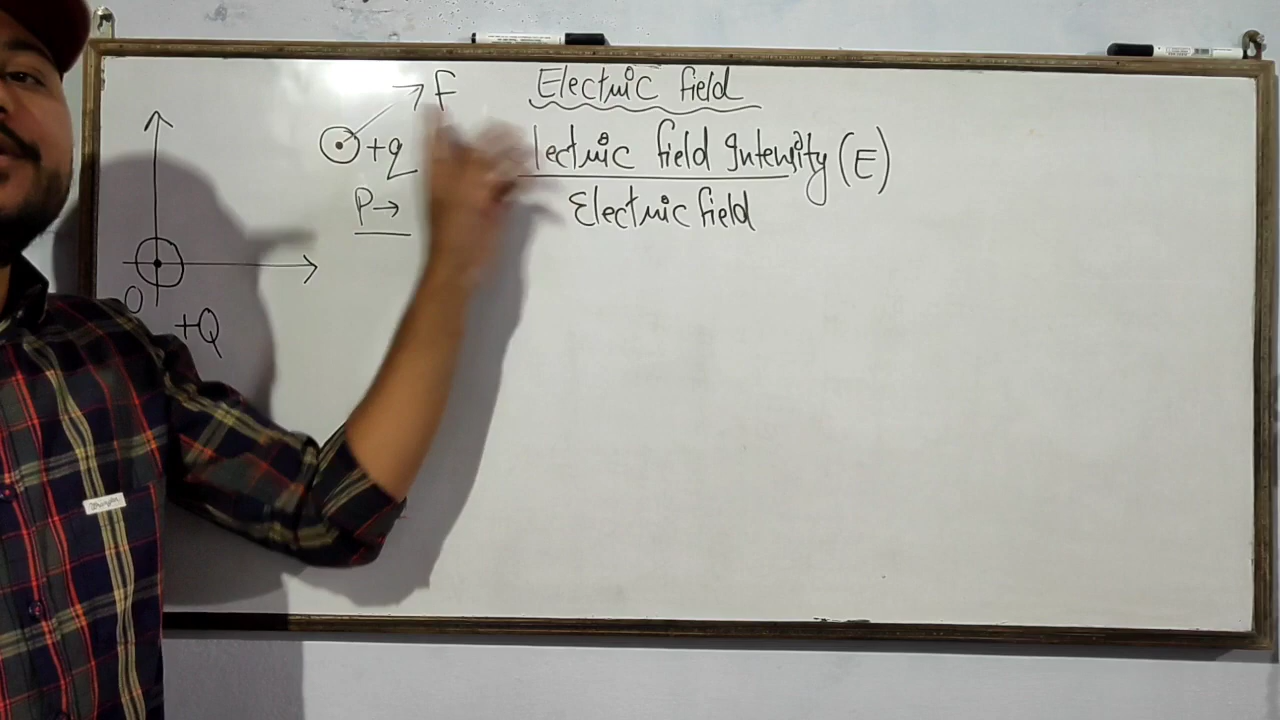 Electric field
lectric field Intensity (E)
Electric field
F
+q
P→
O
+Q